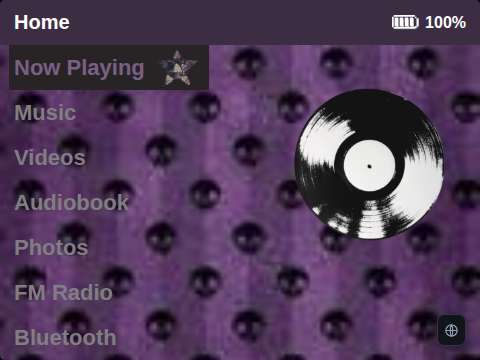 Home
100%
Now Playing
Music
Videos
Audiobook
Photos
FM Radio
Bluetooth